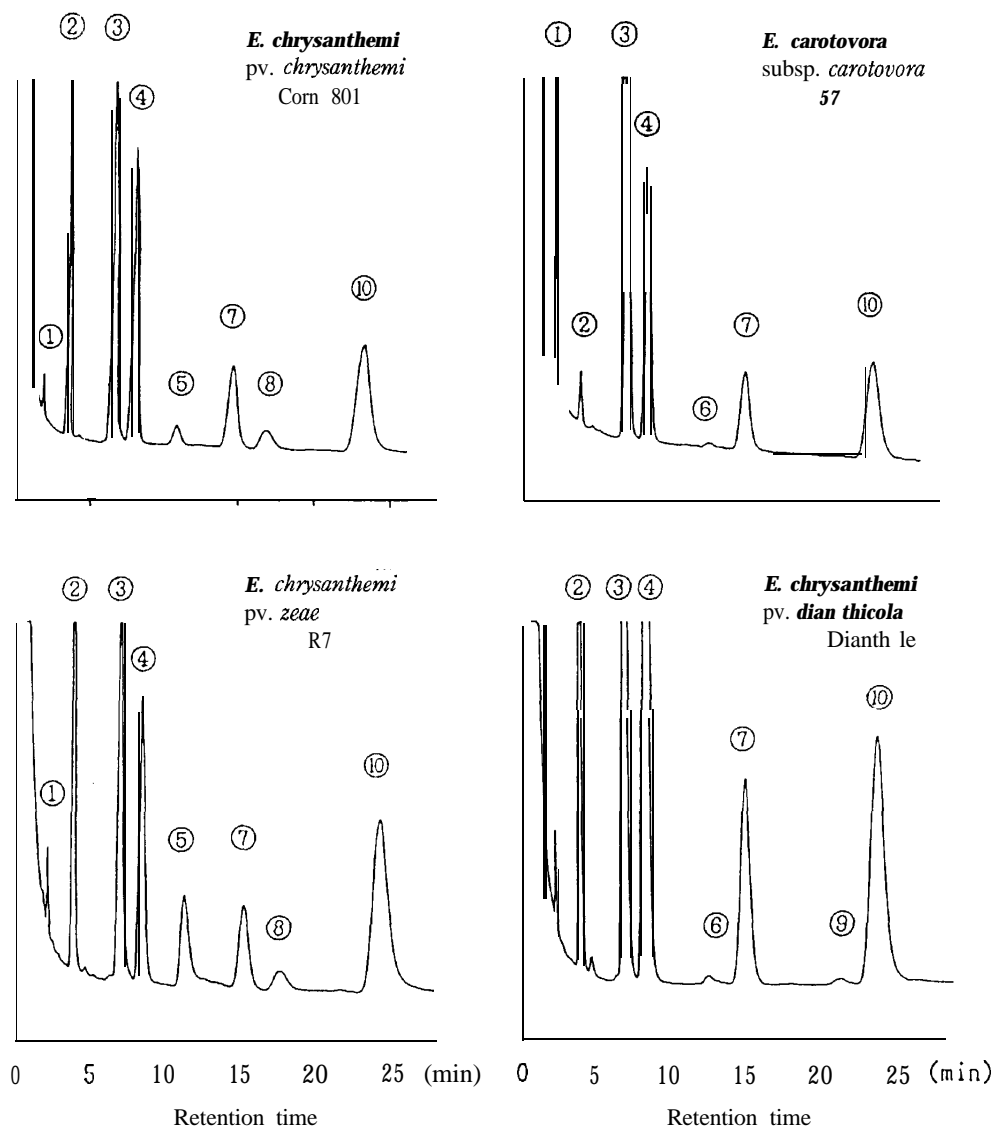 ② ③
E. chrysanthemi
pv. chrysanthemi
Corn 801
④
①
⑤
⑦
⑧
⑩
① ③
E. carotovora
subsp. carotovora
57
④
②
⑥
⑦
⑩
② ③
E. chrysanthemi
pv. zeae
R7
④
①
⑤
⑦
⑧
⑩
② ③ ④
E. chrysanthemi
pv. dian thicola
Dianth le
⑥
⑦
⑨
⑩
0 5 10 15 20 25 (min)
Retention time
0 5 10 15 20 25 (min)
Retention time